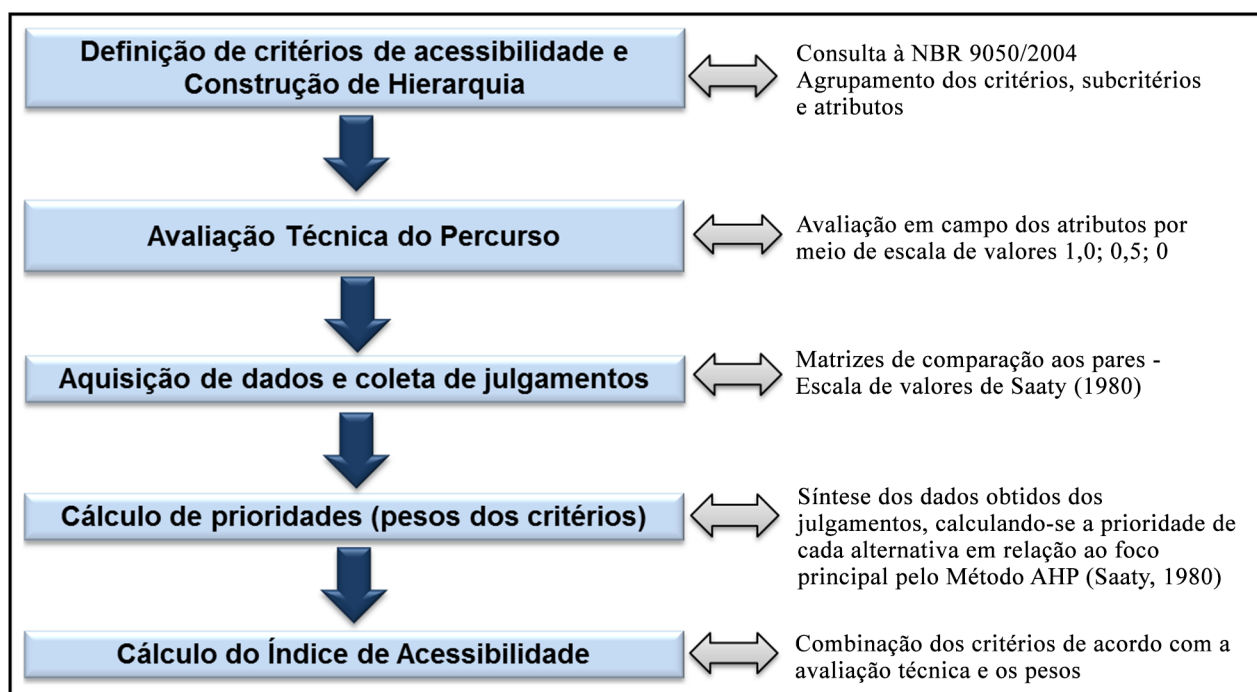 Definição de critérios de acessibilidade e
Construção de Hierarquia
Consulta à NBR 9050/2004
Agrupamento dos critérios, subcritérios
e atributos
Avaliação Técnica do Percurso
Avaliação em campo dos atributos por
meio de escala de valores 1,0; 0,5; 0
Aquisição de dados e coleta de julgamentos
Matrizes de comparação aos pares -
Escala de valores de Saaty (1980)
Cálculo de prioridades (pesos dos critérios)
Síntese dos dados obtidos dos
julgamentos, calculando-se a prioridade de
cada alternativa em relação ao foco
principal pelo Método AHP (Saaty, 1980)
Cálculo do Índice de Acessibilidade
Combinação dos critérios de acordo com a
avaliação técnica e os pesos